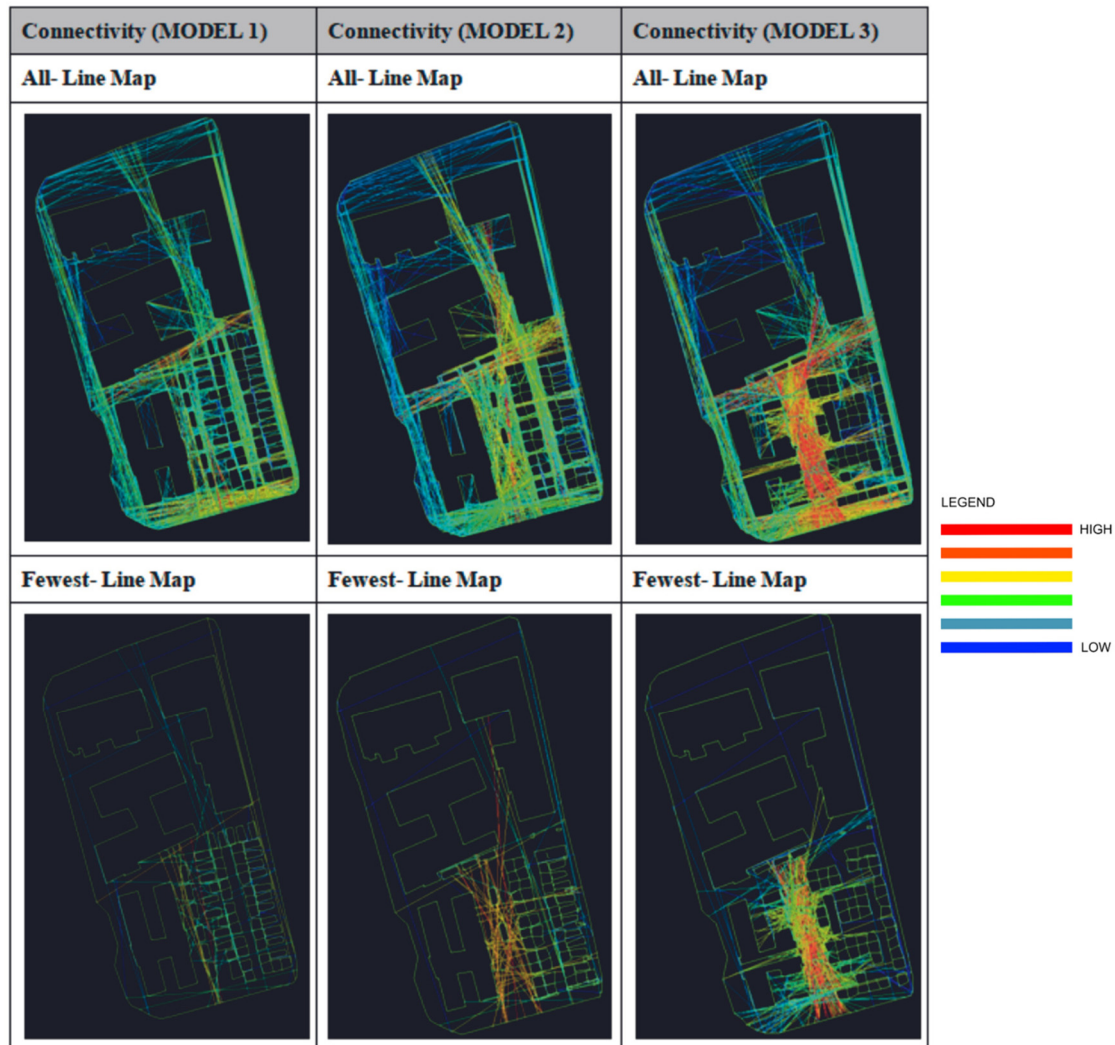 Connectivity (MODEL 1)
Connectivity (MODEL 2)
Connectivity (MODEL 3)
All- Line Map
All- Line Map
All- Line Map
LEGEND
HIGH
LOW
Fewest- Line Map
Fewest- Line Map
Fewest- Line Map